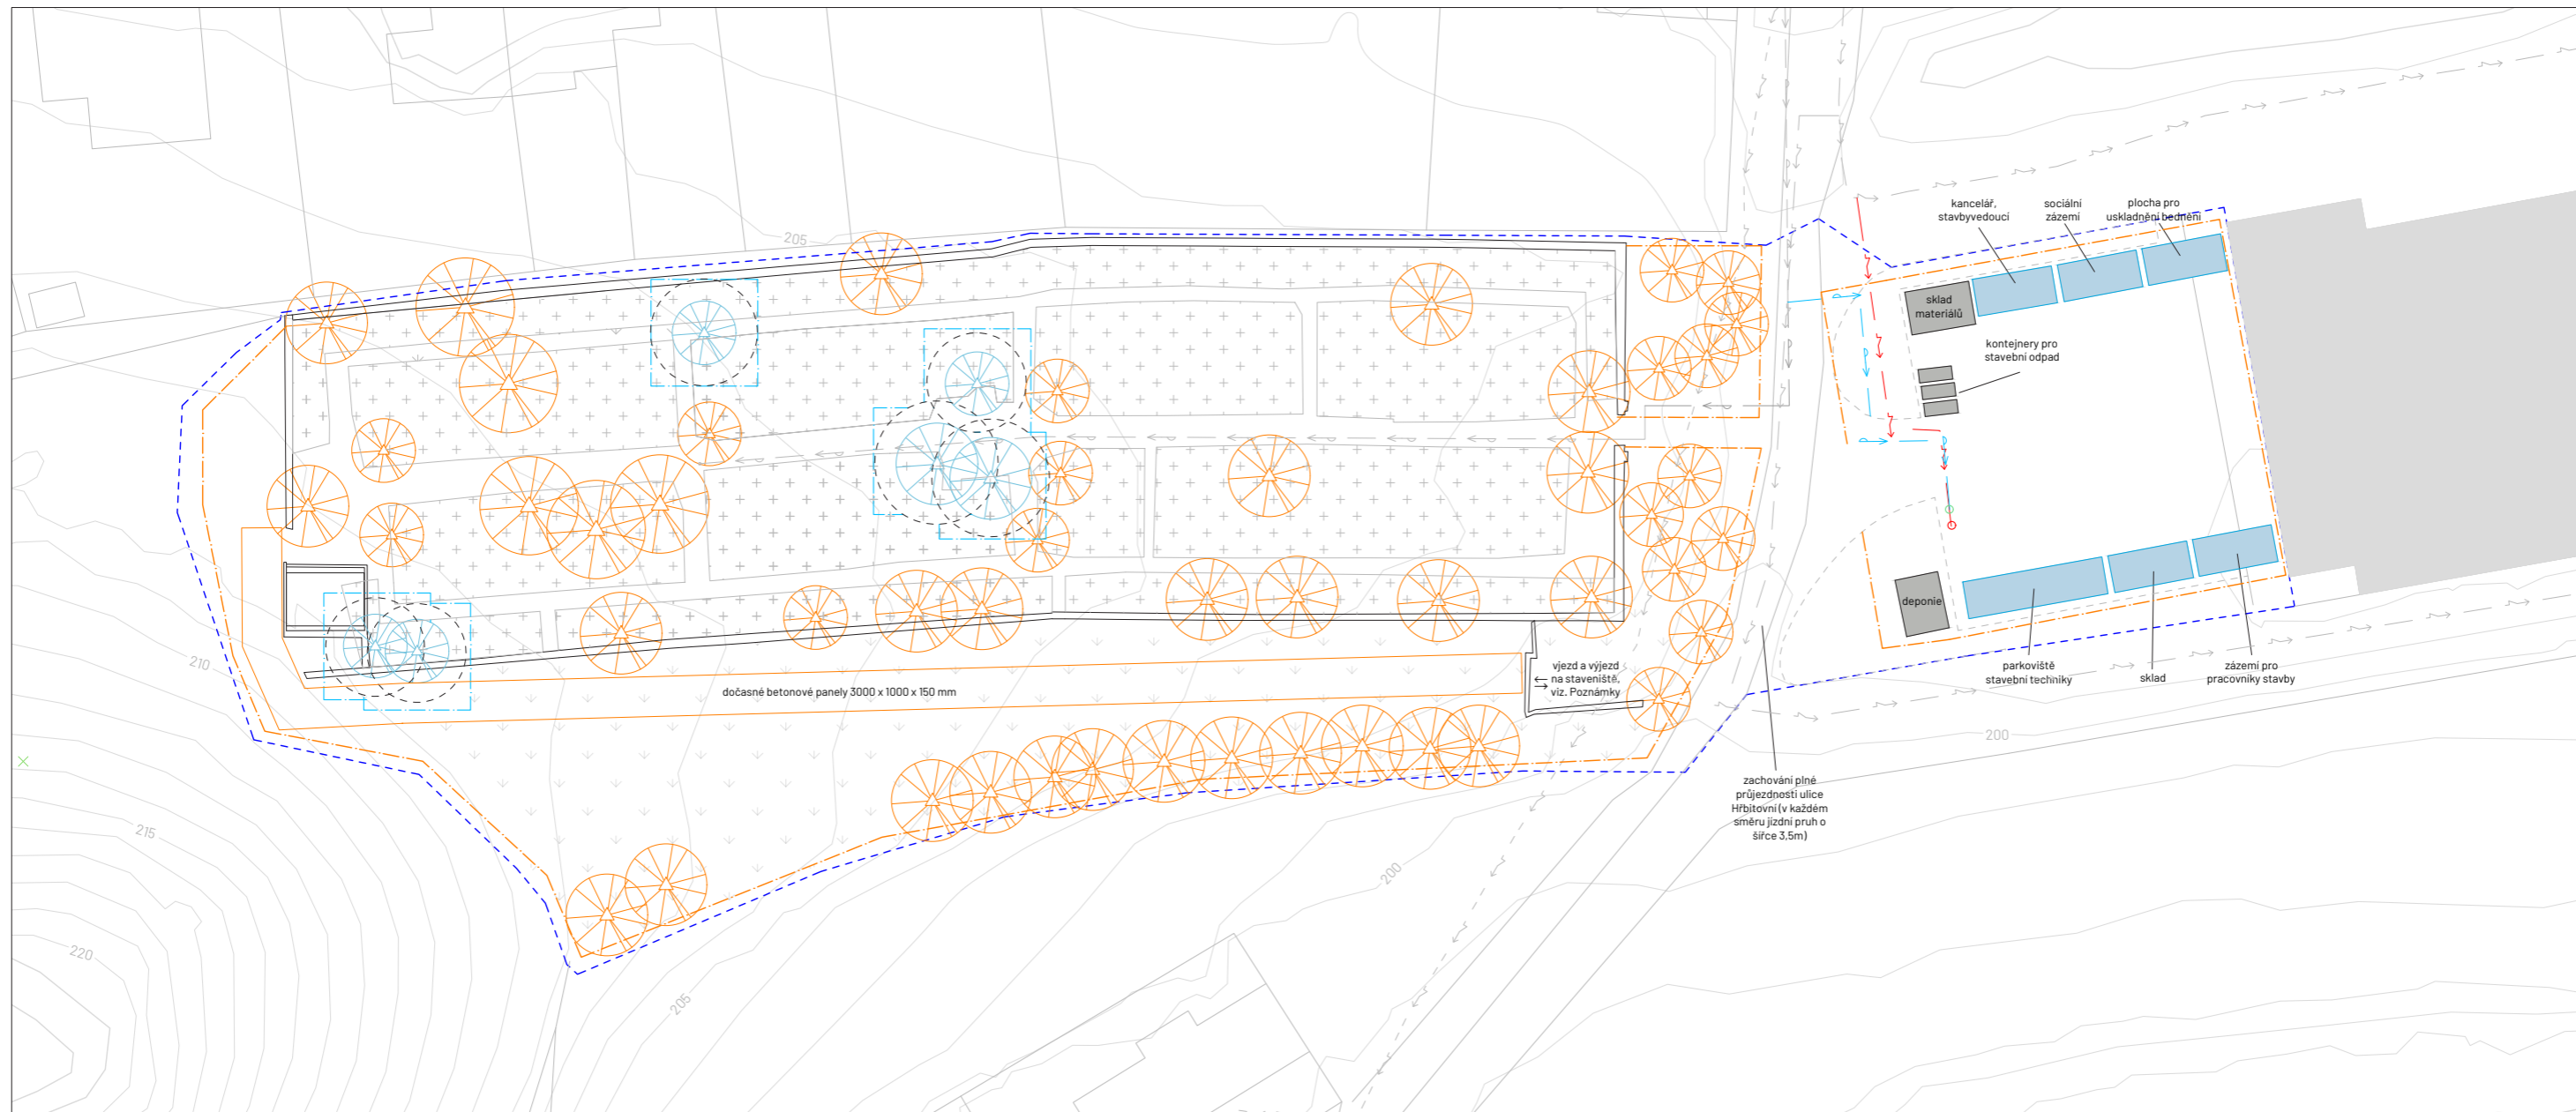 kancelář,
stavbyvedoucí
sociální
zázemí
plocha pro
uskladnění bednění
205
sklad
materiálů
kontejnery pro
stavební odpad
deponie
210
vjezd a výjezd
← na staveniště,
→ viz. Poznámky
dočasné betonové panely 3000 x 1000 x 150 mm
parkoviště
stavební techniky
sklad
zázemí pro
pracovníky stavby
200
zachování plné
průjezdnosti ulice
Hřbitovní (v každém
směru jízdní pruh o
šířce 3,5m)
215
200
220
205